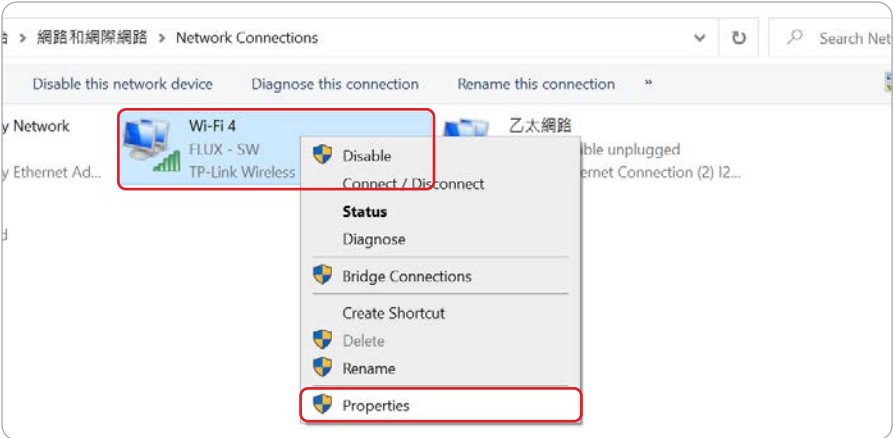 › 網路和網際網路 › Network Connections
Search Net
Disable this network device Diagnose this connection Rename this connection »
y Network
y Ethernet Ad...
d
Wi-Fi 4
FLUX - SW
TP-Link Wireless
乙太網路
ble unplugged
ernet Connection (2) I2...
Disable
Connect / Disconnect
Status
Diagnose
Bridge Connections
Create Shortcut
Delete
Rename
Properties